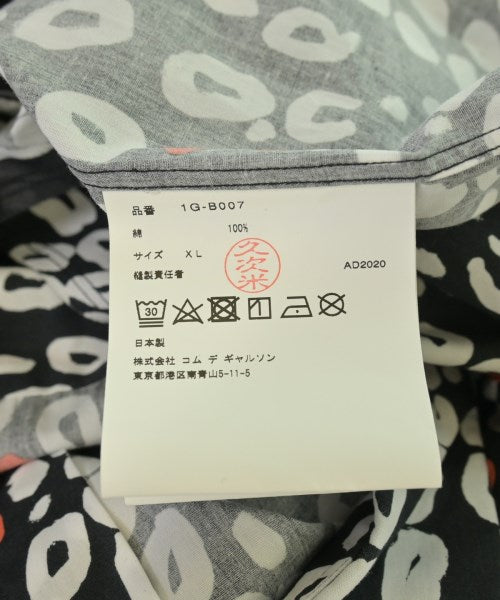 品番 1G-B007
綿 100%
サイズ XL
久次米
縫製責任者 AD2020
30
日本製
株式会社 コム デ ギャルソン
東京都港区南青山5-11-5